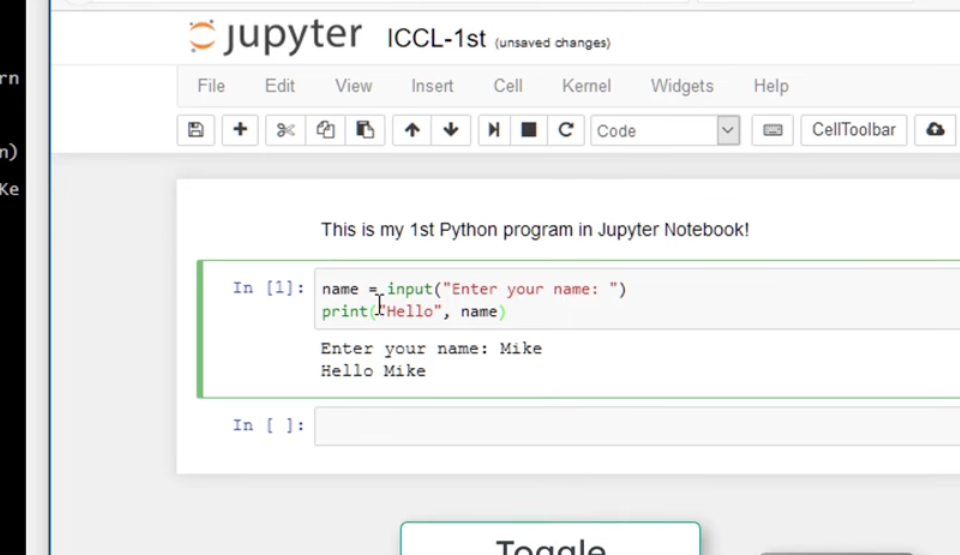 jupyter ICCL-1st (unsaved changes)
File Edit View Insert Cell Kernel Widgets Help
Code CellToolbar
rn
n)
Ke
This is my 1st Python program in Jupyter Notebook!
In [1]: name = input("Enter your name: ")
print("Hello", name)
Enter your name: Mike
Hello Mike
In [ ]:
Toggle